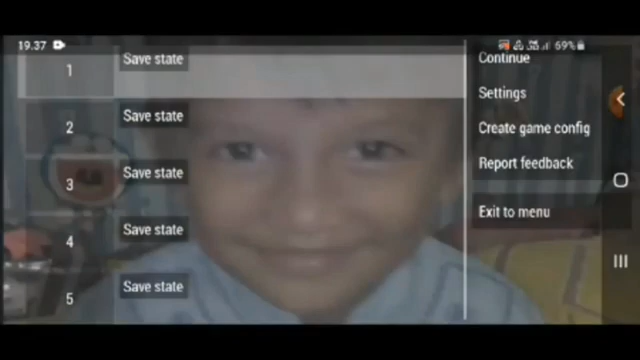 19.37
69%
1
Save state
2
Save state
3
Save state
4
Save state
5
Save state
Continue
Settings
Create game config
Report feedback
Exit to menu